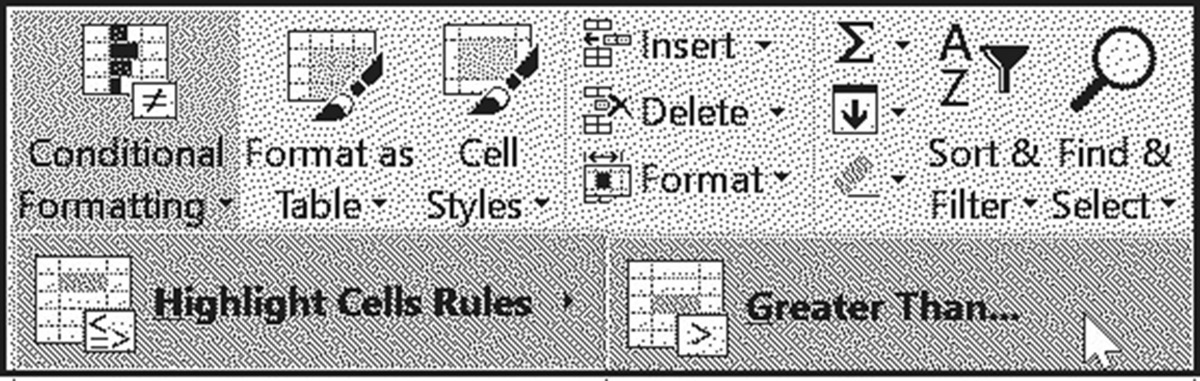 Conditional
Formatting
Format as
Table
Cell
Styles
Insert
Delete
Format
Σ
A
Z
Sort &
Filter
Find &
Select
Highlight Cells Rules
Greater Than...